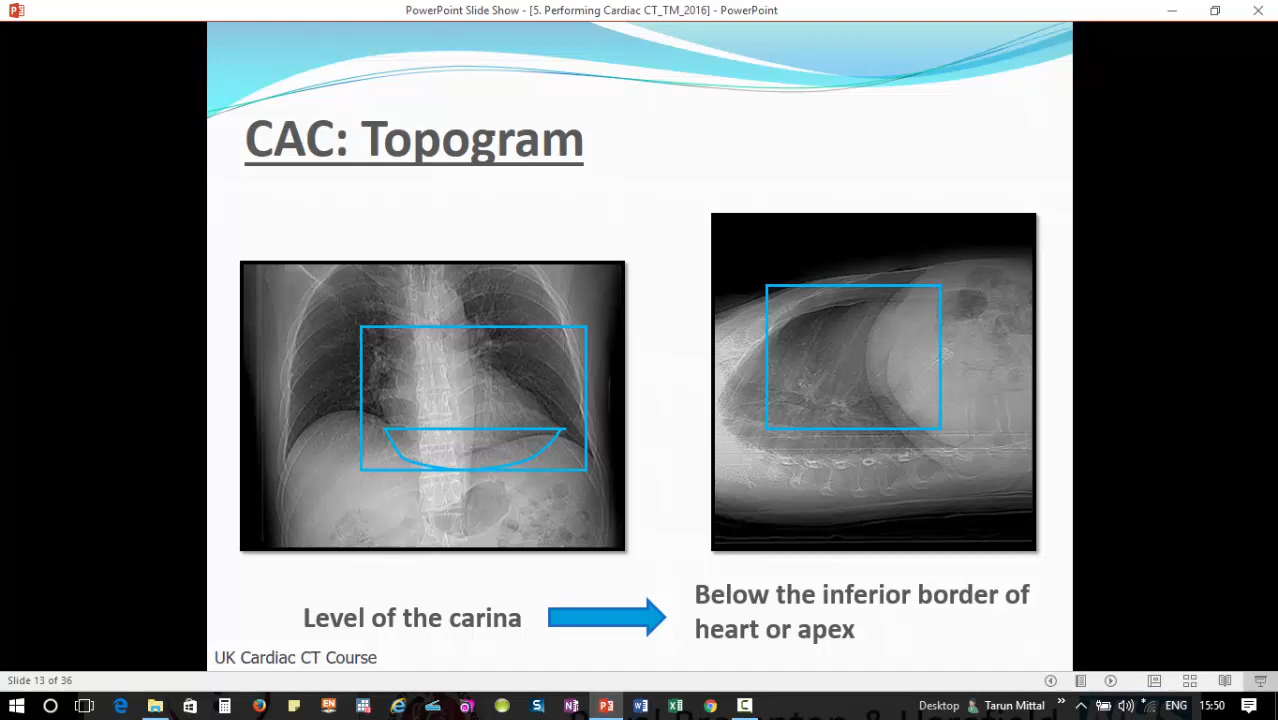 PowerPoint Slide Show - [5. Performing Cardiac CT_TM_2016] - PowerPoint
CAC: Topogram
Level of the carina
Below the inferior border of
heart or apex
UK Cardiac CT Course
Slide 13 of 36
Desktop
Tarun Mittal
ENG
15:50